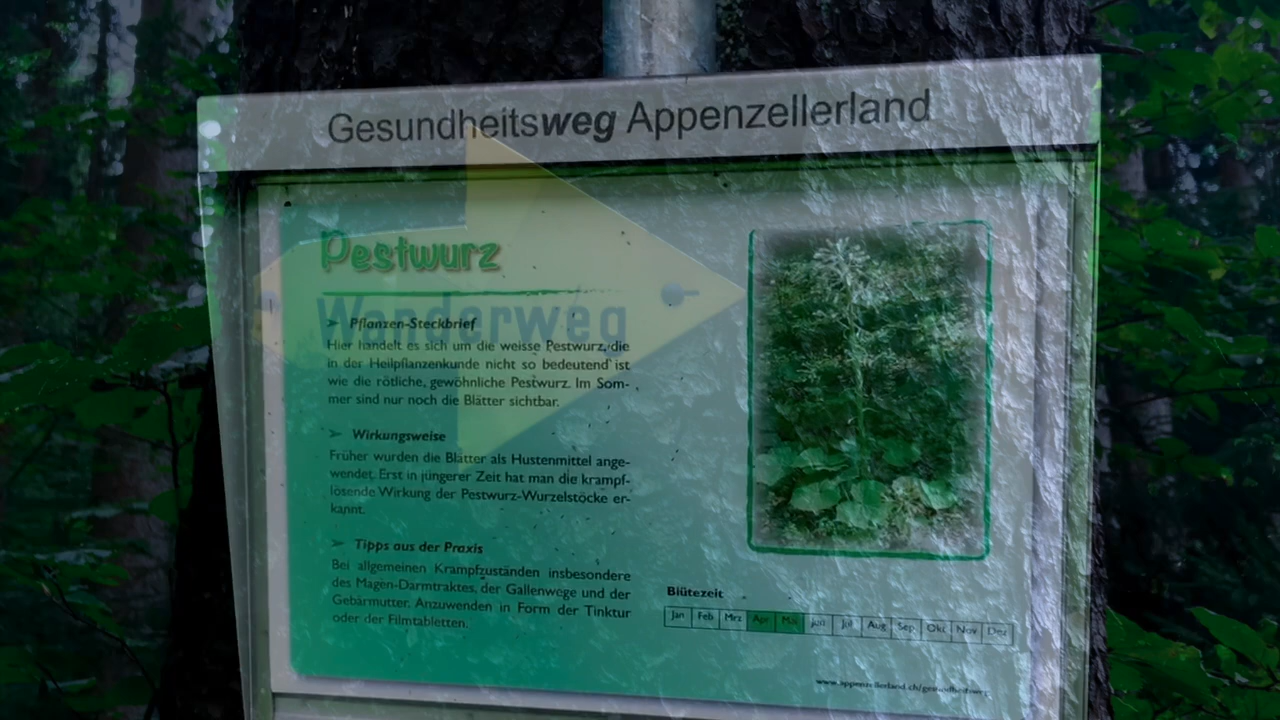 Gesundheitsweg Appenzellerland
Pestwurz
Wanderweg
➢ Pflanzen-Steckbrief
Hier handelt es sich um die weisse Pestwurz, die
in der Heilpflanzenkunde nicht so bedeutend ist
wie die rötliche, gewöhnliche Pestwurz. Im Som-
mer sind nur noch die Blätter sichtbar.
➢ Wirkungsweise
Früher wurden die Blätter als Hustenmittel ange-
wendet. Erst in jüngerer Zeit hat man die krampf-
lösende Wirkung der Pestwurz-Wurzelstöcke er-
kannt.
➢ Tipps aus der Praxis
Bei allgemeinen Krampfzuständen insbesondere
des Magen-Darmtraktes, der Gallenwege und der
Gebärmutter. Anzuwenden in Form der Tinktur
oder der Filmtabletten.
Blütezeit
Jan Feb Mrz Apr Mai Jun Jul Aug Sep Okt Nov Dez
www.appenzellerland.ch/gesundheitsweg